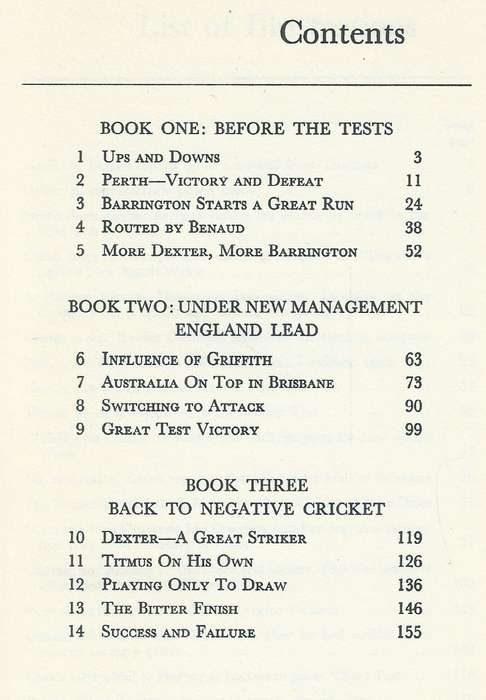 Contents
BOOK ONE: BEFORE THE TESTS
1 UPS AND DOWNS 3
2 PERTH—VICTORY AND DEFEAT 11
3 BARRINGTON STARTS A GREAT RUN 24
4 ROUTED BY BENAUD 38
5 MORE DEXTER, MORE BARRINGTON 52
BOOK TWO: UNDER NEW MANAGEMENT
ENGLAND LEAD
6 INFLUENCE OF GRIFFITH 63
7 AUSTRALIA ON TOP IN BRISBANE 73
8 SWITCHING TO ATTACK 90
9 GREAT TEST VICTORY 99
BOOK THREE
BACK TO NEGATIVE CRICKET
10 DEXTER—A GREAT STRIKER 119
11 TITMUS ON HIS OWN 126
12 PLAYING ONLY TO DRAW 136
13 THE BITTER FINISH 146
14 SUCCESS AND FAILURE 155